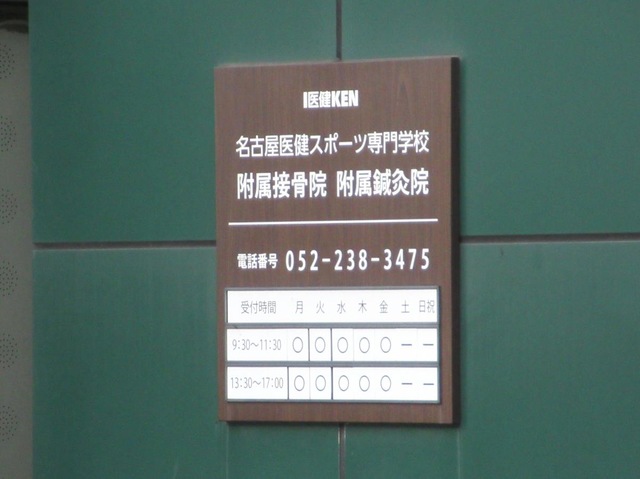 I医健KEN
名古屋医健スポーツ専門学校
附属接骨院 附属鍼灸院
電話番号 052-238-3475
受付時間 月 火 水 木 金 土 日祝
9:30～11:30 ○ ○ ○ ○ ○ ー ー
13:30～17:00 ○ ○ ○ ○ ○ ー ー